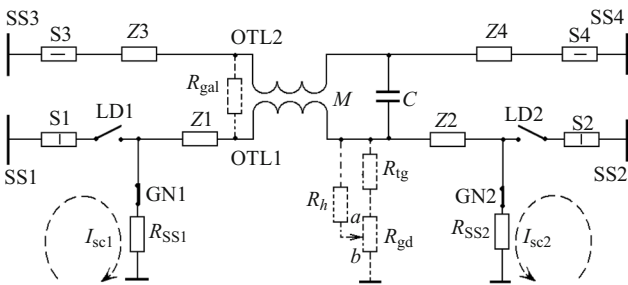 SS3
S3
Z3
OTL2
Z4
S4
SS4
R_gal
M
C
S1
LD1
Z1
OTL1
Z2
LD2
S2
SS1
SS2
GN1
R_SS1
I_sc1
R_h
a
b
R_tg
R_gd
GN2
R_SS2
I_sc2